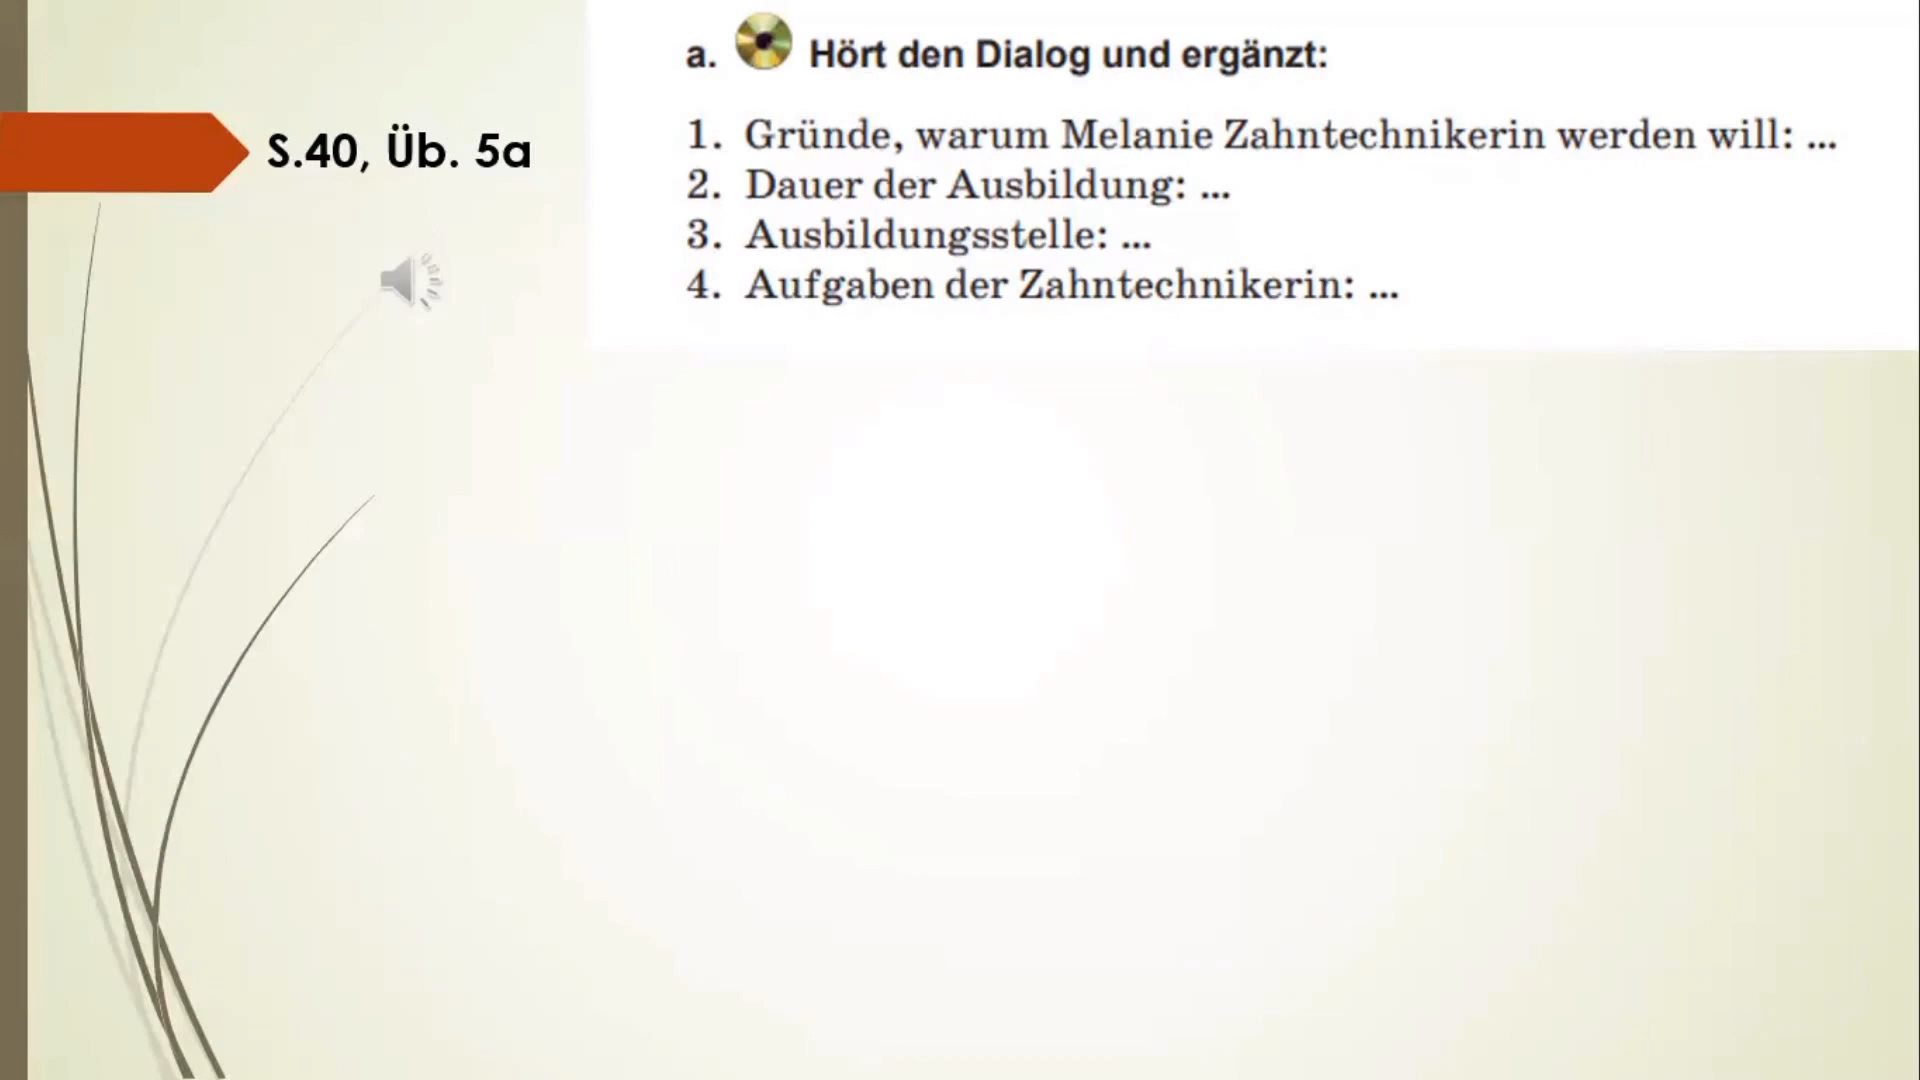 S.40, Üb. 5a
a. Hört den Dialog und ergänzt:
1. Gründe, warum Melanie Zahntechnikerin werden will: ...
2. Dauer der Ausbildung: ...
3. Ausbildungsstelle: ...
4. Aufgaben der Zahntechnikerin: ...